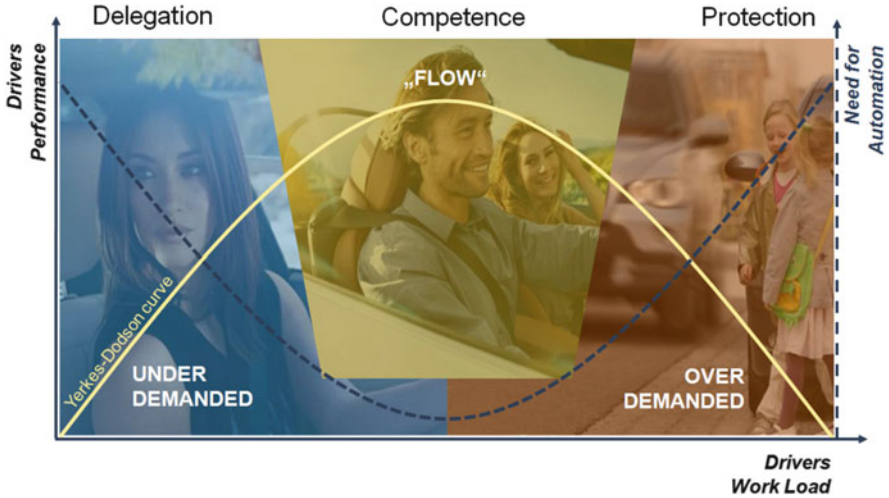 Delegation
Competence
Protection
Drivers
Performance
Need for
Automation
„FLOW“
Yerkes-Dodson curve
UNDER
DEMANDED
OVER
DEMANDED
Drivers
Work Load